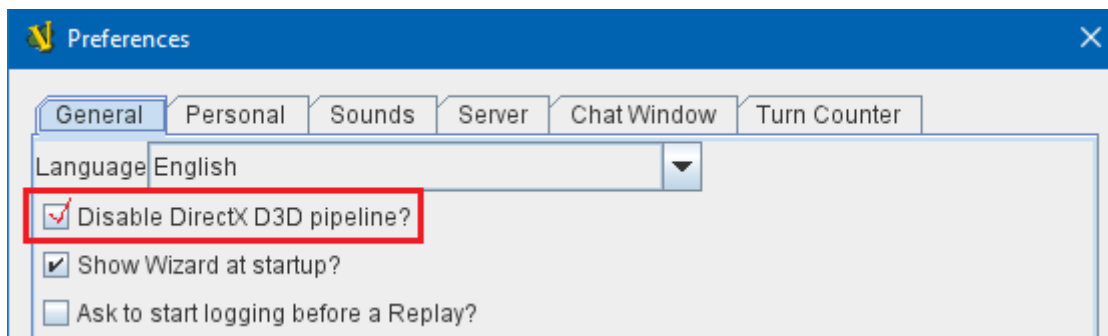 Preferences
General Personal Sounds Server Chat Window Turn Counter
Language English
Disable DirectX D3D pipeline?
Show Wizard at startup?
Ask to start logging before a Replay?